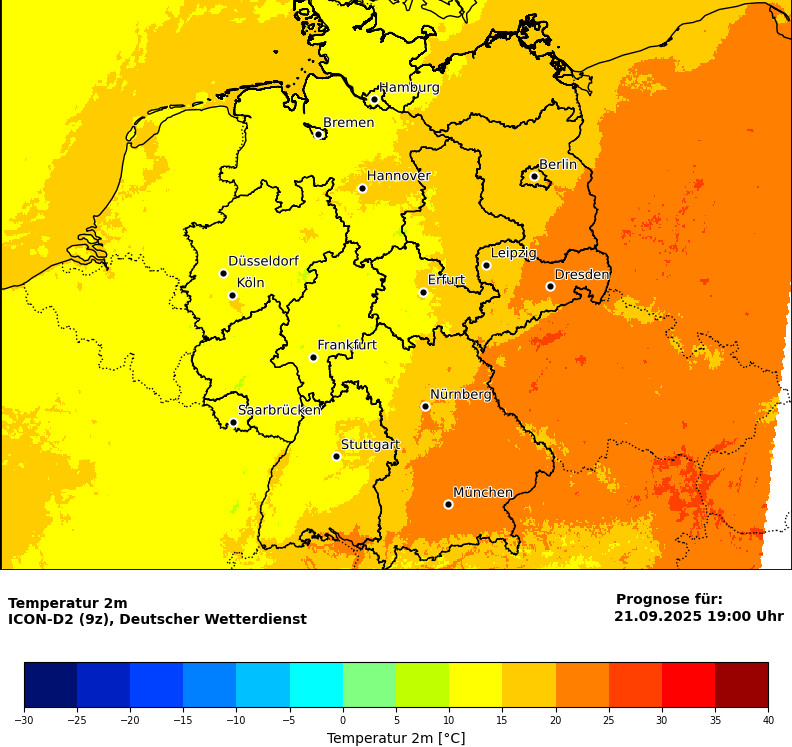 Hamburg
Bremen
Berlin
Hannover
Leipzig
Düsseldorf
Dresden
Köln
Erfurt
Frankfurt
Nürnberg
Saarbrücken
Stuttgart
München
Temperatur 2m
ICON-D2 (9z), Deutscher Wetterdienst
Prognose für:
21.09.2025 19:00 Uhr
−30 −25 −20 −15 −10 −5 0 5 10 15 20 25 30 35 40
Temperatur 2m [°C]